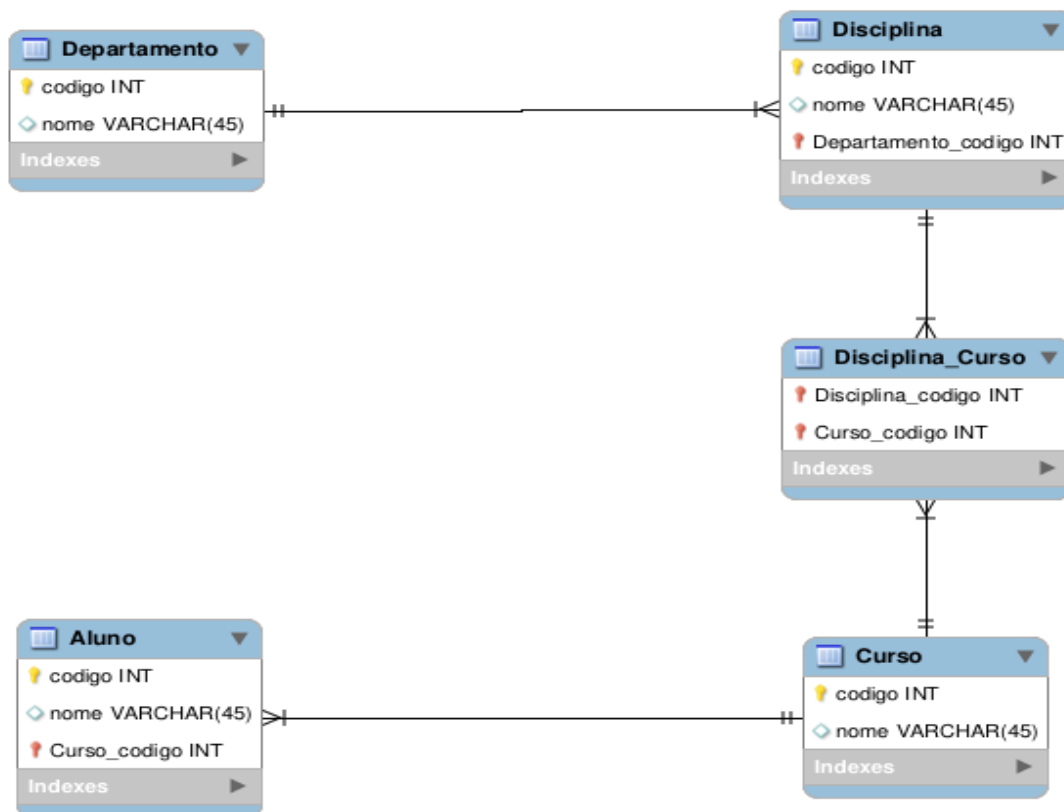 Departamento
codigo INT
nome VARCHAR(45)
Indexes
Disciplina
codigo INT
nome VARCHAR(45)
Departamento_codigo INT
Indexes
Disciplina_Curso
Disciplina_codigo INT
Curso_codigo INT
Indexes
Aluno
codigo INT
nome VARCHAR(45)
Curso_codigo INT
Indexes
Curso
codigo INT
nome VARCHAR(45)
Indexes